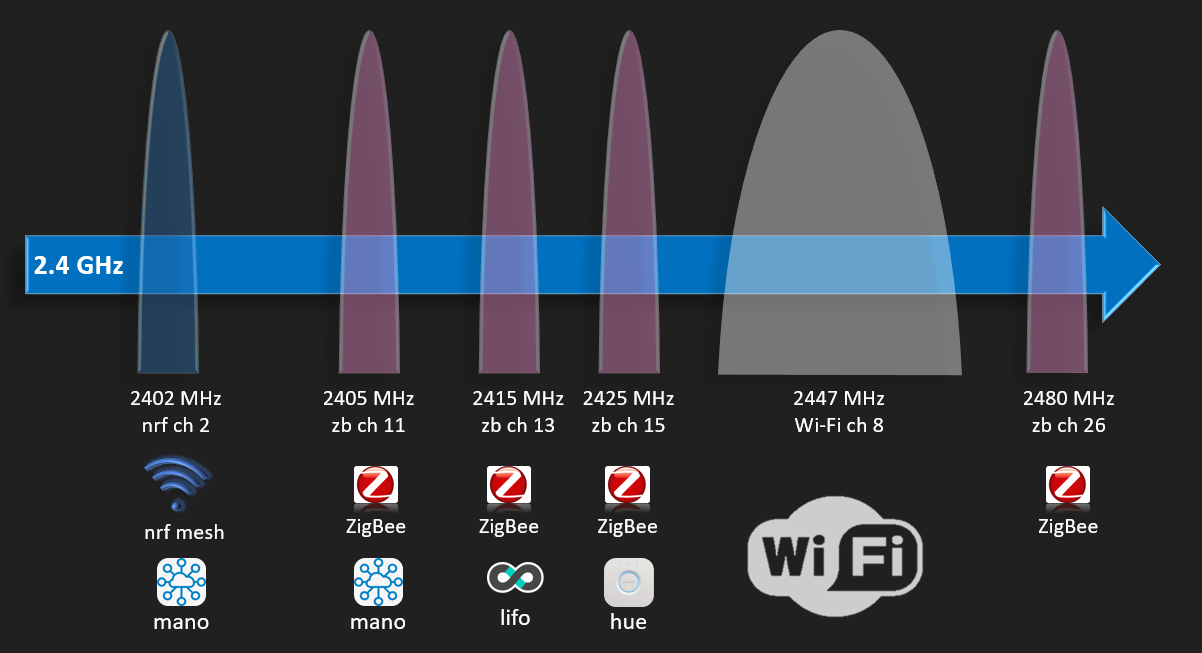 2.4 GHz
2402 MHz
nrf ch 2
2405 MHz
zb ch 11
2415 MHz
zb ch 13
2425 MHz
zb ch 15
2447 MHz
Wi-Fi ch 8
2480 MHz
zb ch 26
nrf mesh
ZigBee
ZigBee
ZigBee
Wi Fi
ZigBee
mano
mano
lifo
hue